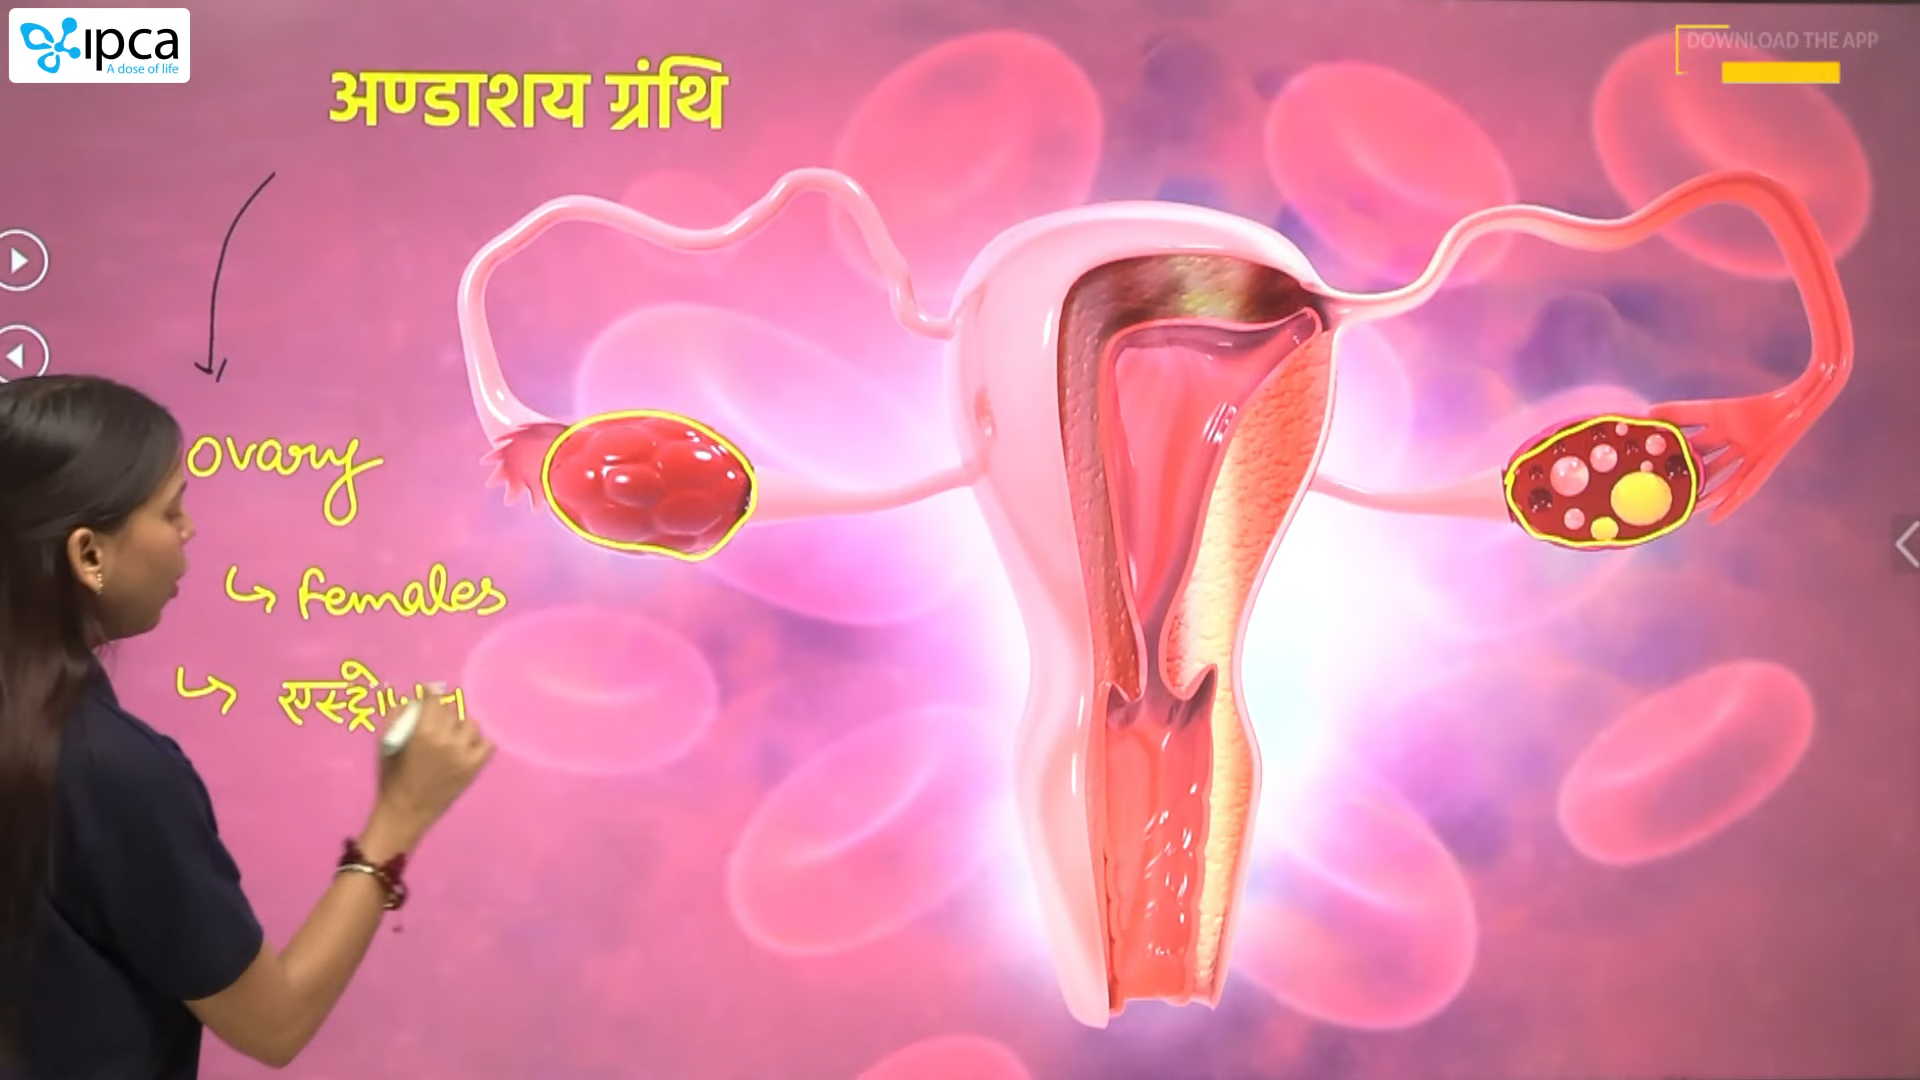 ipca
A dose of life
DOWNLOAD THE APP
अण्डाशय ग्रंथि
ovary
↳ females
↳